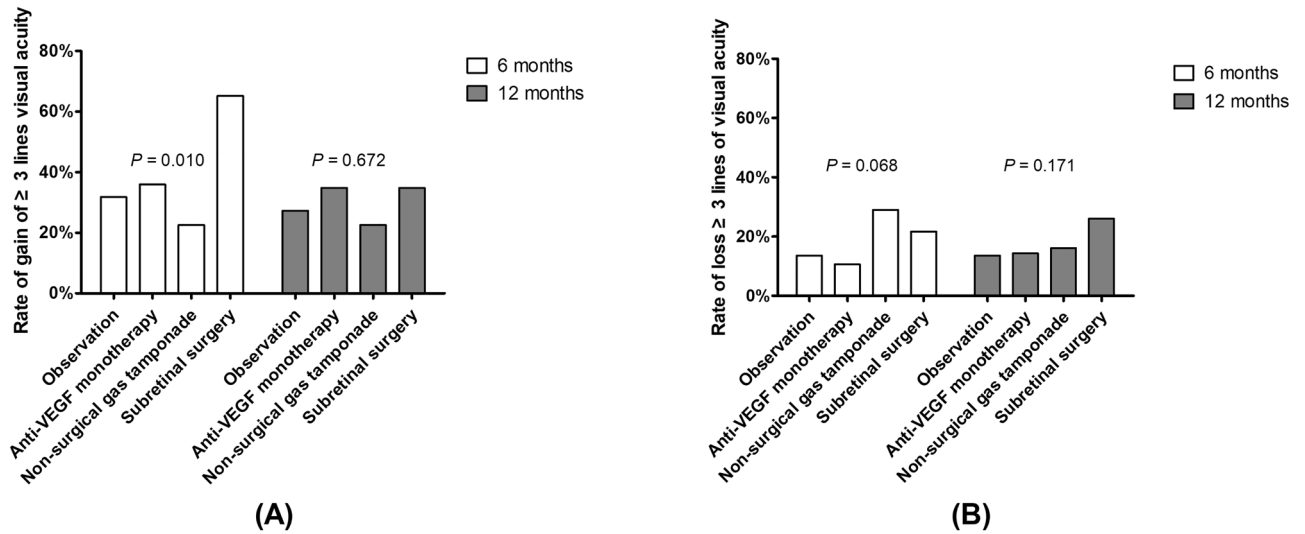 Rate of gain of ≥ 3 lines visual acuity
80%
60%
40%
20%
0%
P = 0.010
P = 0.672
6 months
12 months
Observation
Anti-VEGF monotherapy
Non-surgical gas tamponade
Subretinal surgery
Observation
Anti-VEGF monotherapy
Non-surgical gas tamponade
Subretinal surgery
(A)
Rate of loss ≥ 3 lines of visual acuity
80%
60%
40%
20%
0%
P = 0.068
P = 0.171
6 months
12 months
Observation
Anti-VEGF monotherapy
Non-surgical gas tamponade
Subretinal surgery
Observation
Anti-VEGF monotherapy
Non-surgical gas tamponade
Subretinal surgery
(B)